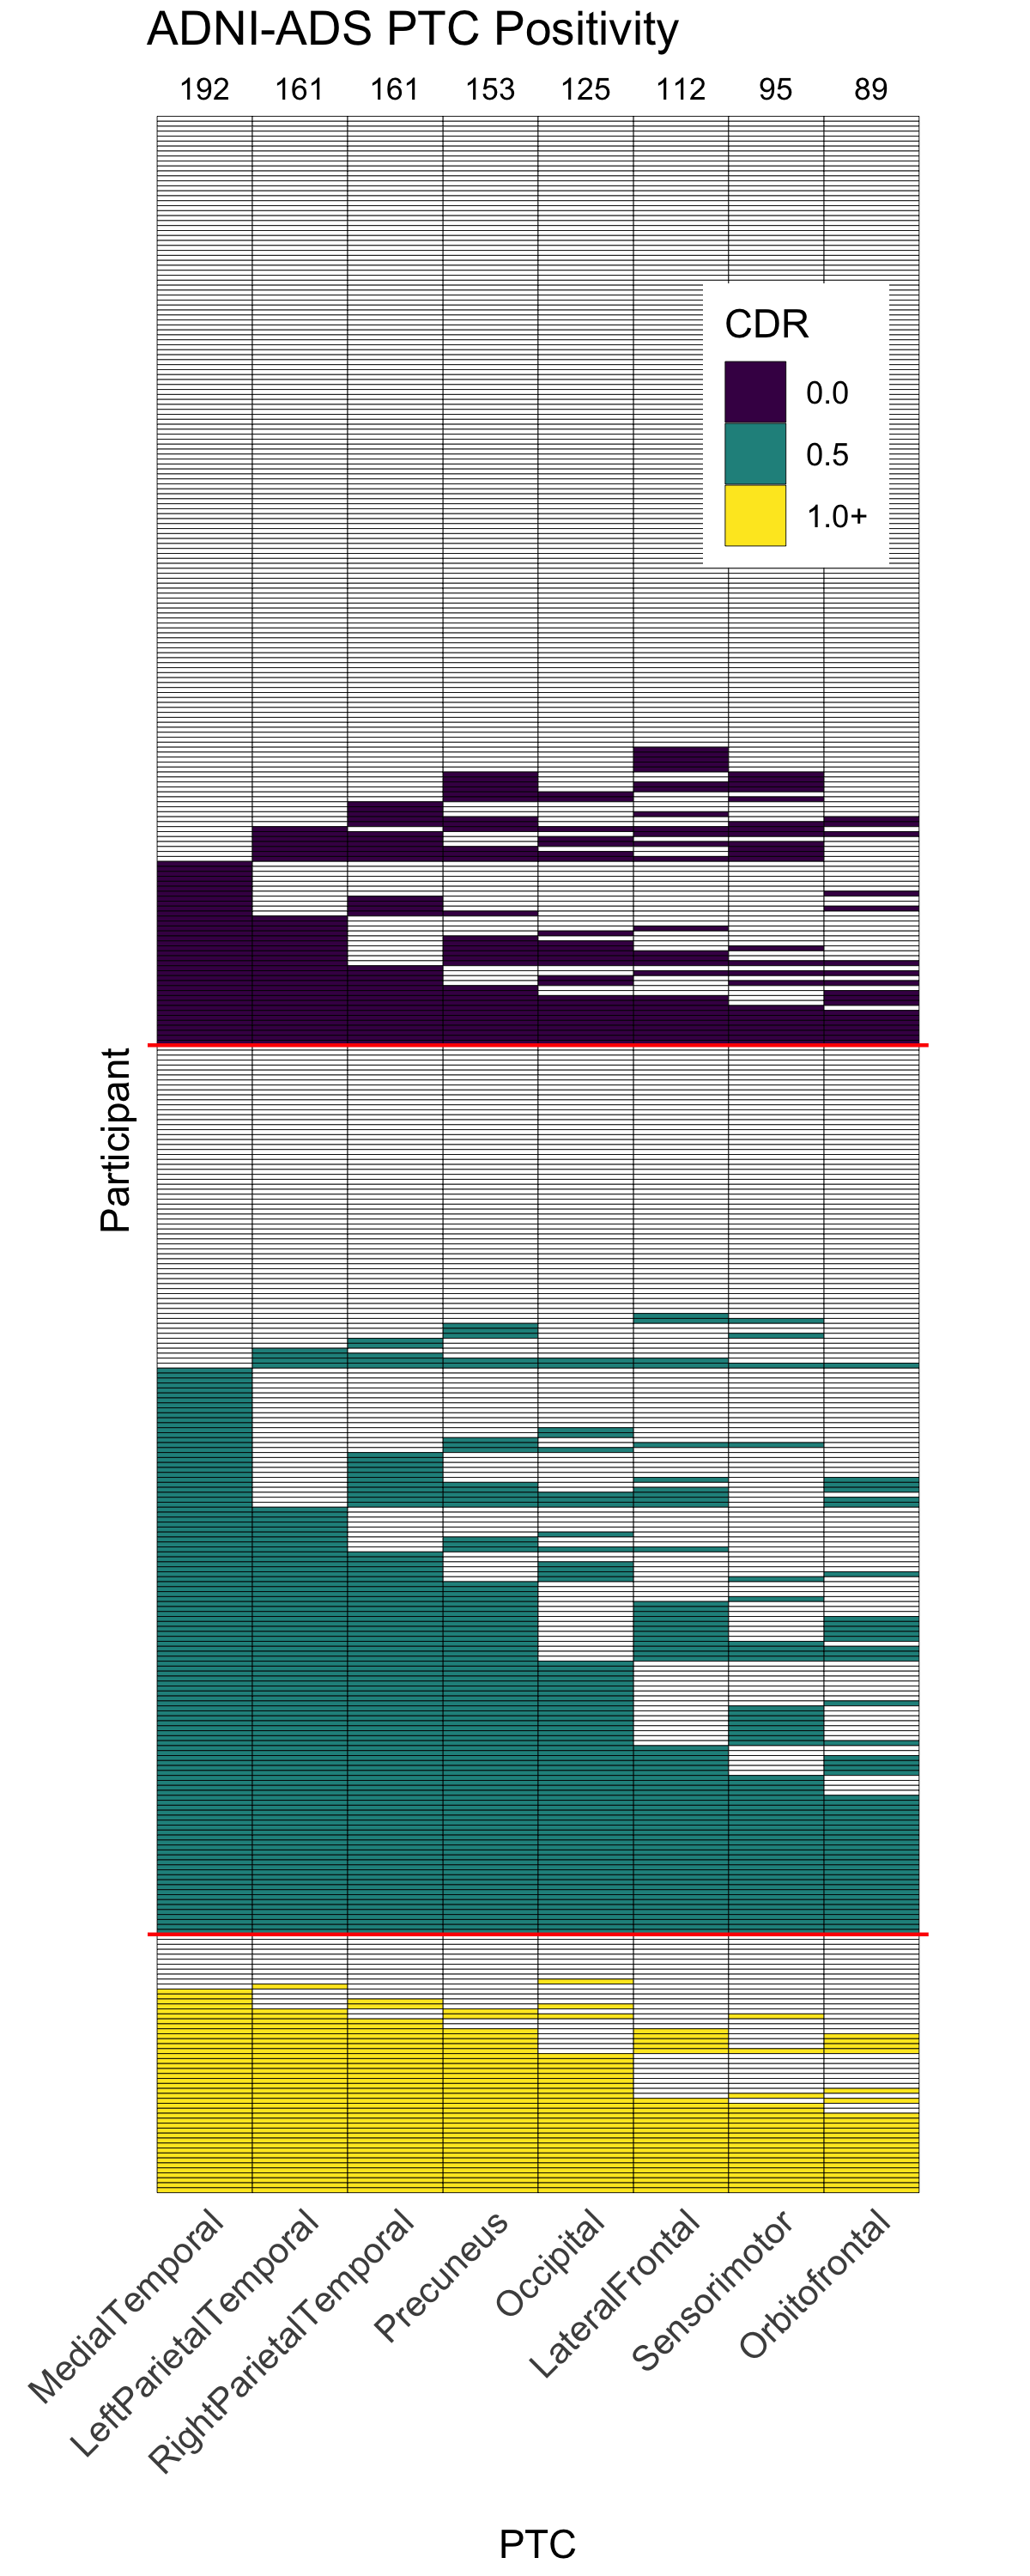 ADNI-ADS PTC Positivity
192 161 161 153 125 112 95 89
CDR
0.0
0.5
1.0+
Participant
MedialTemporal
LeftParietalTemporal
RightParietalTemporal
Precuneus
Occipital
LateralFrontal
Sensorimotor
Orbitofrontal
PTC